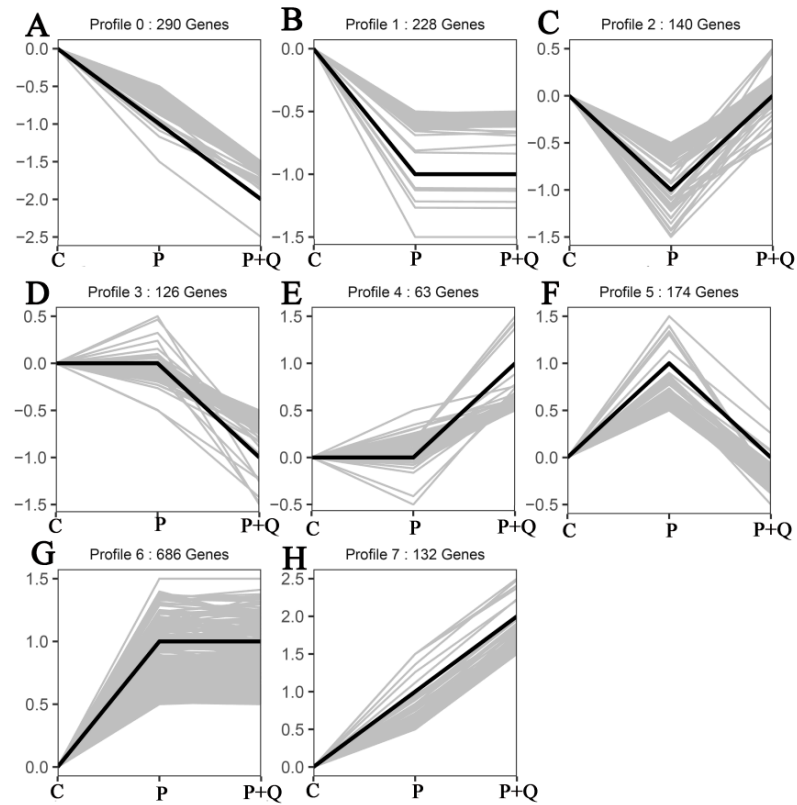 A
Profile 0 : 290 Genes
0.0
−0.5
−1.0
−1.5
−2.0
−2.5
C
P
P+Q
B
Profile 1 : 228 Genes
0.0
−0.5
−1.0
−1.5
C
P
P+Q
C
Profile 2 : 140 Genes
0.5
0.0
−0.5
−1.0
−1.5
C
P
P+Q
D
Profile 3 : 126 Genes
0.5
0.0
−0.5
−1.0
−1.5
C
P
P+Q
E
Profile 4 : 63 Genes
1.5
1.0
0.5
0.0
−0.5
C
P
P+Q
F
Profile 5 : 174 Genes
1.5
1.0
0.5
0.0
−0.5
C
P
P+Q
G
Profile 6 : 686 Genes
1.5
1.0
0.5
0.0
C
P
P+Q
H
Profile 7 : 132 Genes
2.5
2.0
1.5
1.0
0.5
0.0
C
P
P+Q